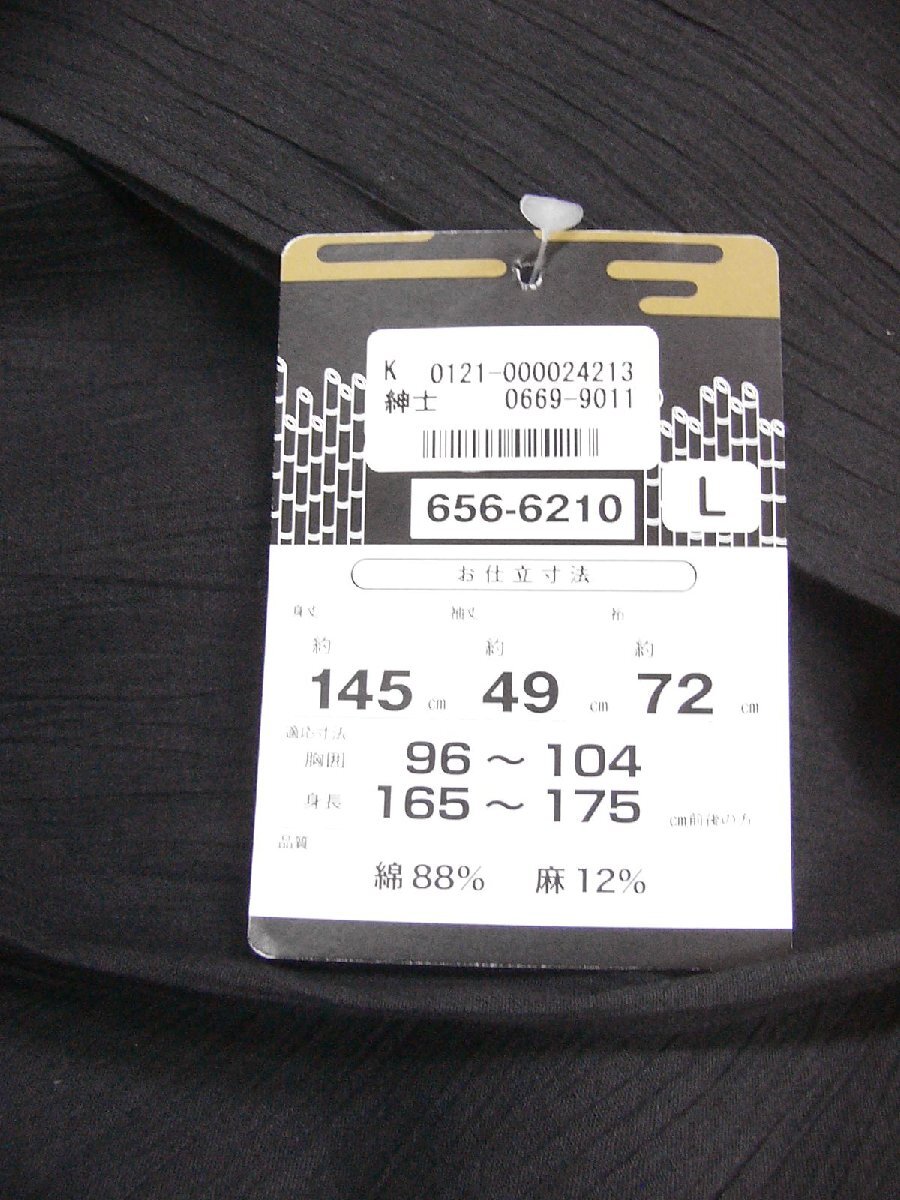 K 0121-000024213
紳士 0669-9011
656-6210 L
お仕立寸法
身丈 袖丈 裄
約 約 約
145 cm 49 cm 72 cm
適応寸法
胸囲 96～104
身長 165～175 cm前後の方
品質
綿88% 麻12%